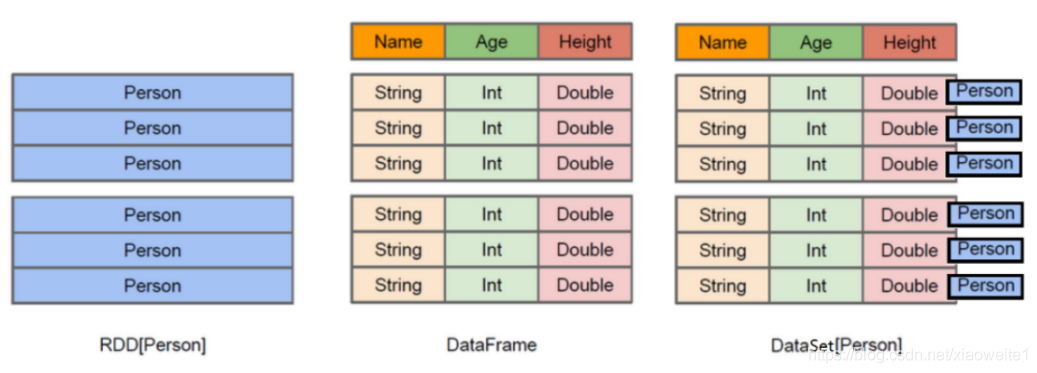 Name Age Height Name Age Height
Person String Int Double String Int Double Person
Person String Int Double String Int Double Person
Person String Int Double String Int Double Person
Person String Int Double String Int Double Person
Person String Int Double String Int Double Person
Person String Int Double String Int Double Person
RDD[Person] DataFrame DataSet[Person]
https://blog.csdn.net/xiaoweite1